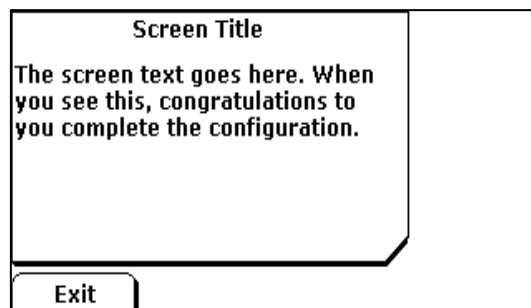 Screen Title
The screen text goes here. When
you see this, congratulations to
you complete the configuration.
Exit